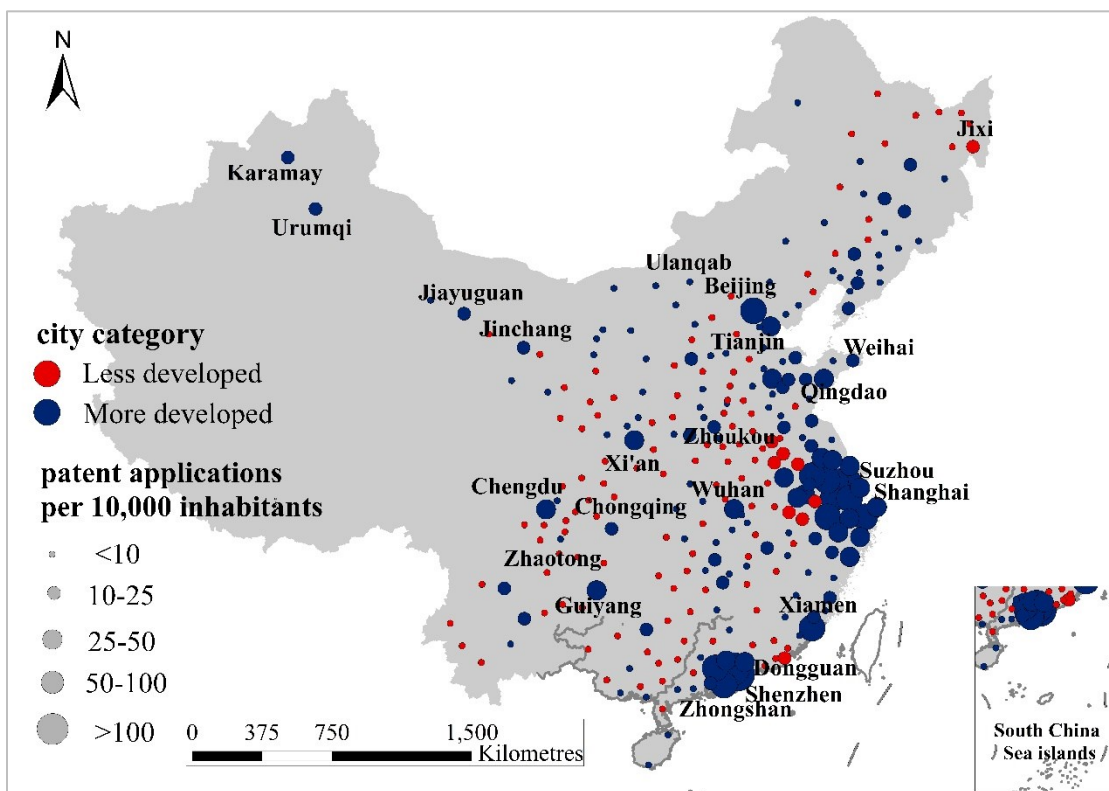 N
Jixi
Karamay
Urumqi
Ulanqab
Beijing
Jiayuguan
Jinchang
Tianjin
Weihai
Qingdao
city category
Less developed
More developed
Zhoukou
Xi'an
Suzhou
Shanghai
Chengdu
Wuhan
Chongqing
patent applications
per 10,000 inhabitants
<10
10-25
25-50
50-100
>100
Zhaotong
Guiyang
Xiamen
Dongguan
Shenzhen
Zhongshan
0 375 750 1,500
Kilometres
South China
Sea islands